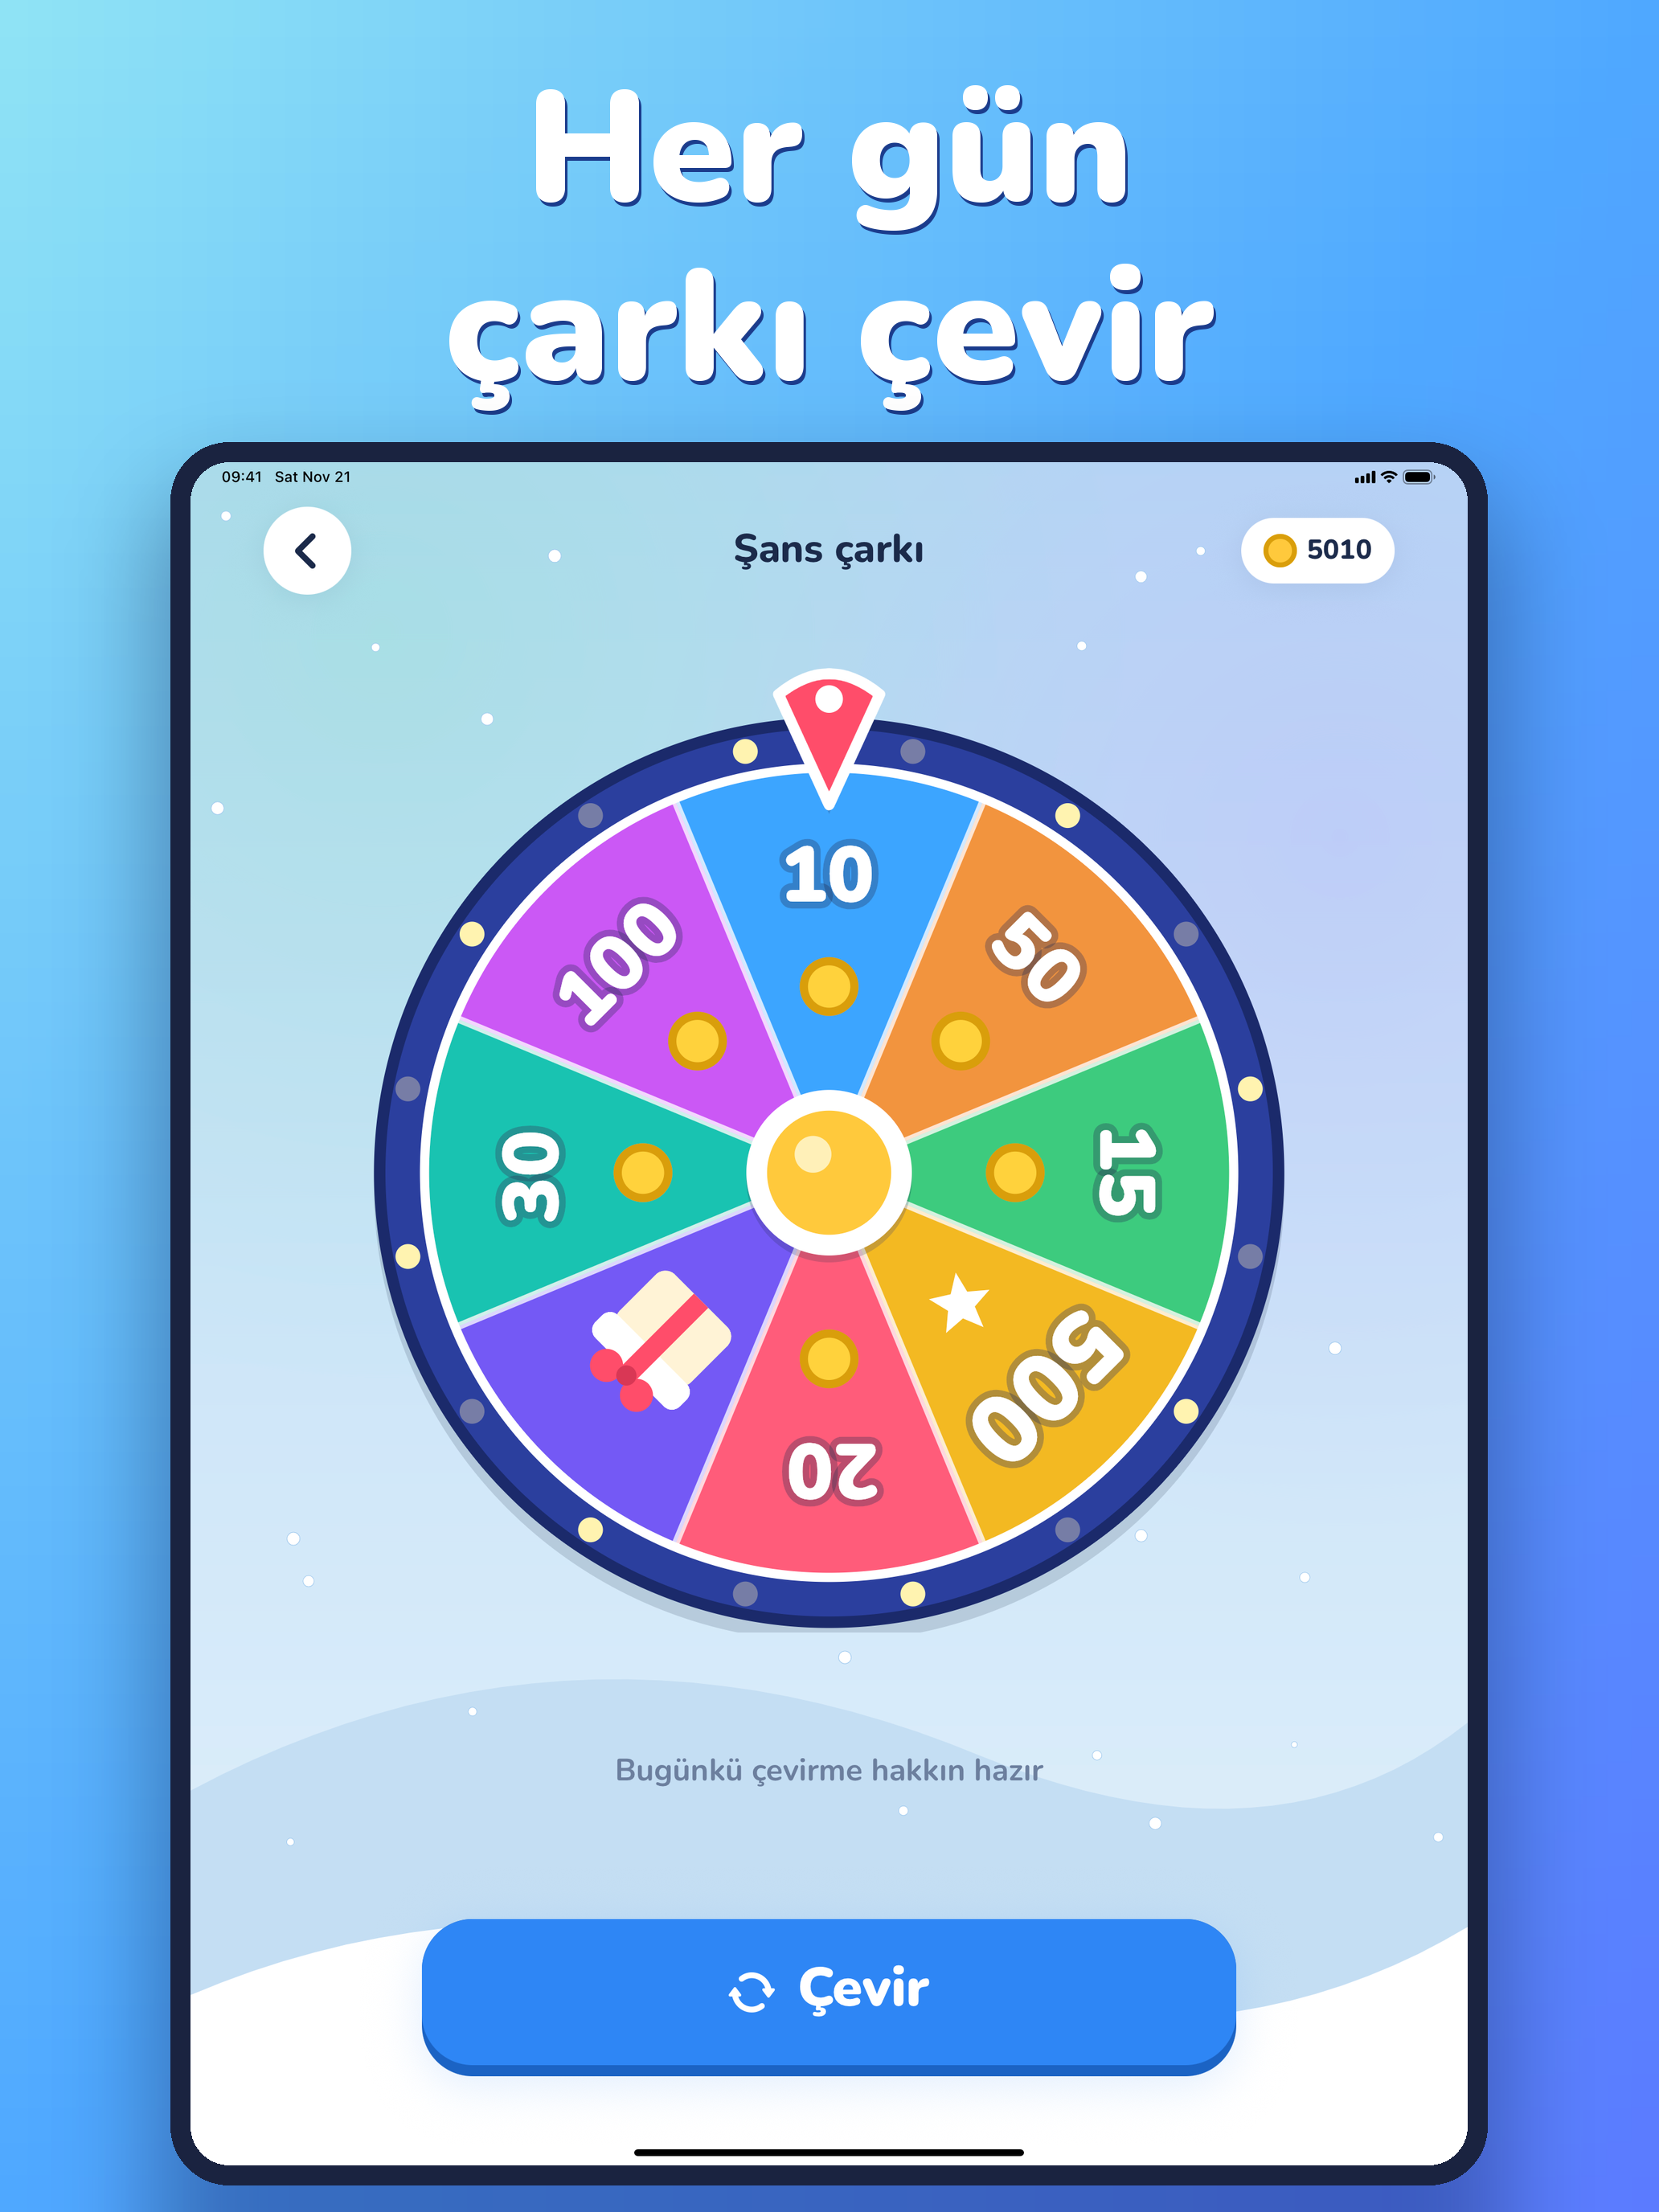 Her gün
çarkı çevir
09:41 Sat Nov 21
Şans çarkı
5010
10
50
15
500
20
30
100
Bugünkü çevirme hakkın hazır
Çevir